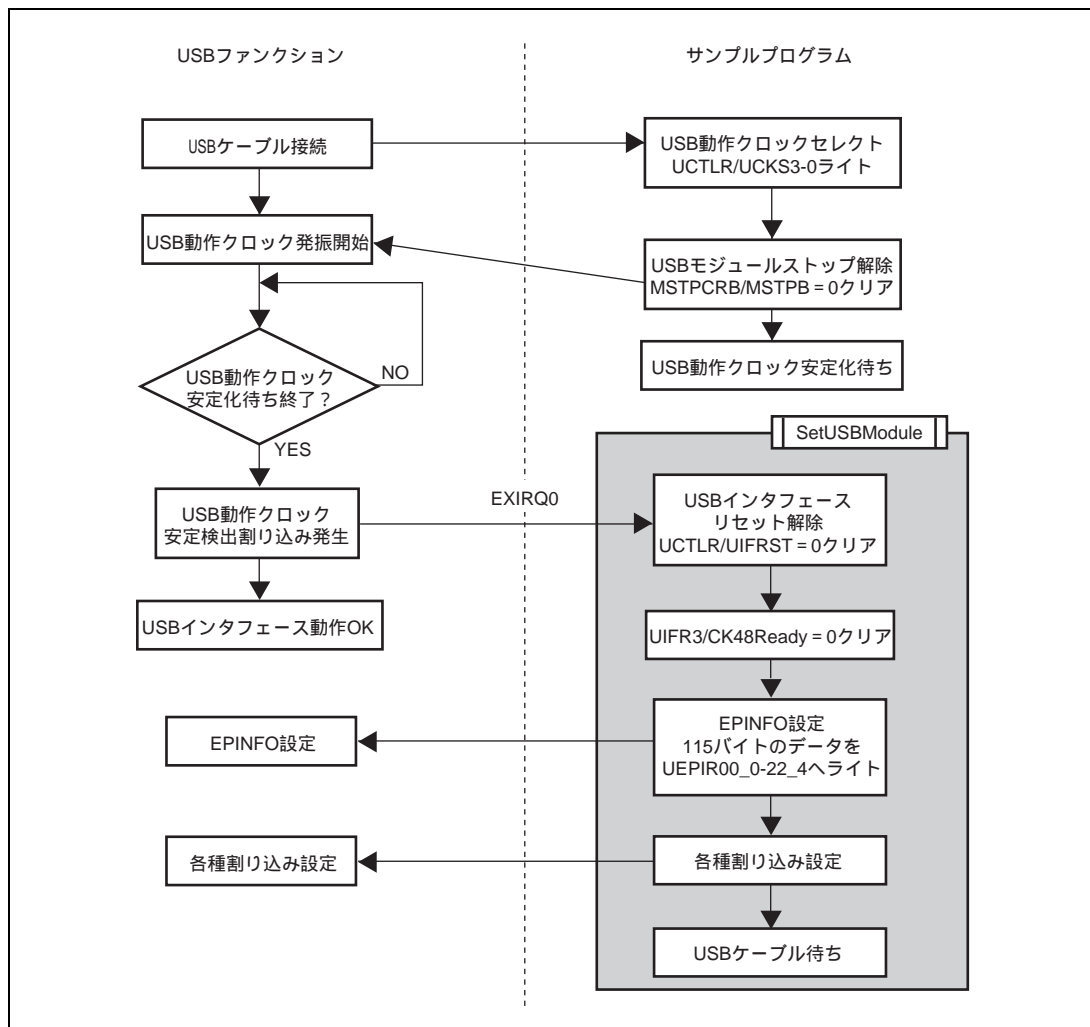 USBファンクション
サンプルプログラム
USBケーブル接続
USB動作クロックセレクト
UCTLR/UCKS3-0ライト
USB動作クロック発振開始
USBモジュールストップ解除
MSTPCRB/MSTPB = 0クリア
USB動作クロック
安定化待ち終了?
NO
YES
USB動作クロック安定化待ち
SetUSBModule
USB動作クロック
安定検出割り込み発生
EXIRQ0
USBインタフェース
リセット解除
UCTLR/UIFRST = 0クリア
USBインタフェース動作OK
UIFR3/CK48Ready = 0クリア
EPINFO設定
EPINFO設定
115バイトのデータを
UEPIR00_0-22_4へライト
各種割り込み設定
各種割り込み設定
USBケーブル待ち